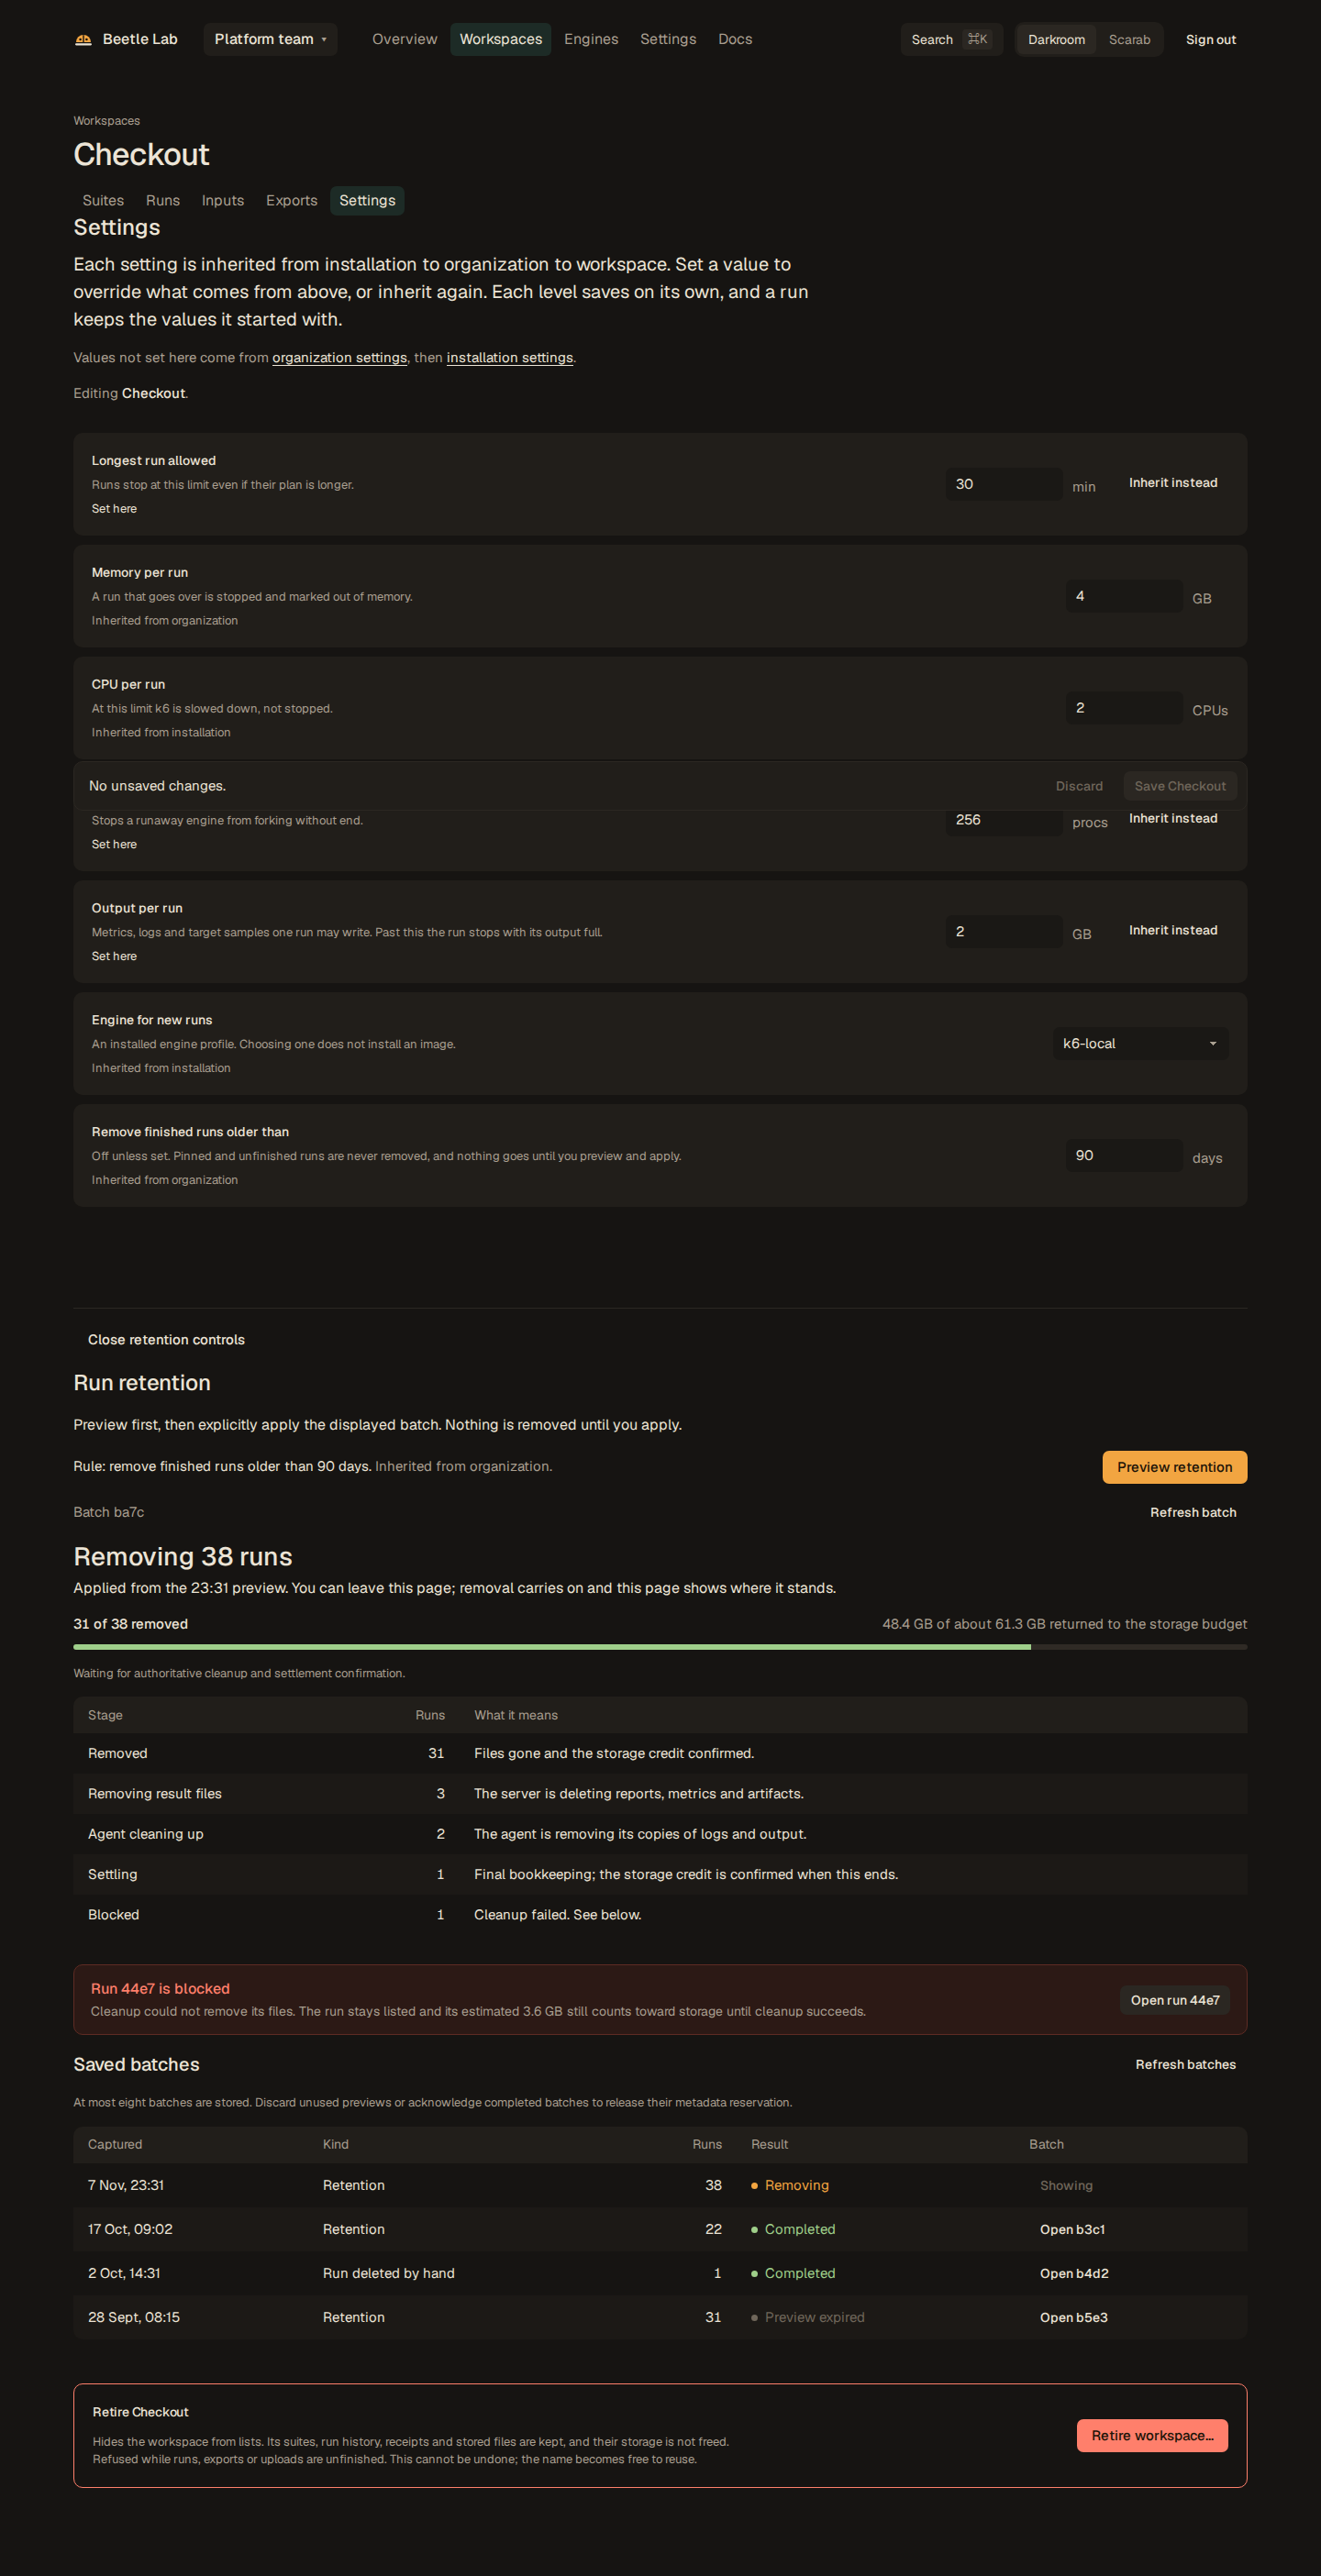 Beetle Lab
Platform team
Overview
Workspaces
Engines
Settings
Docs
Search ⌘K
Darkroom
Scarab
Sign out
Workspaces
Checkout
Suites
Runs
Inputs
Exports
Settings
Settings
Each setting is inherited from installation to organization to workspace. Set a value to
override what comes from above, or inherit again. Each level saves on its own, and a run
keeps the values it started with.
Values not set here come from organization settings, then installation settings.
Editing Checkout.
Longest run allowed
Runs stop at this limit even if their plan is longer.
Set here
30 min
Inherit instead
Memory per run
A run that goes over is stopped and marked out of memory.
Inherited from organization
4 GB
CPU per run
At this limit k6 is slowed down, not stopped.
Inherited from installation
2 CPUs
No unsaved changes.
Discard
Save Checkout
Stops a runaway engine from forking without end.
Set here
256 procs
Inherit instead
Output per run
Metrics, logs and target samples one run may write. Past this the run stops with its output full.
Set here
2 GB
Inherit instead
Engine for new runs
An installed engine profile. Choosing one does not install an image.
Inherited from installation
k6-local
Remove finished runs older than
Off unless set. Pinned and unfinished runs are never removed, and nothing goes until you preview and apply.
Inherited from organization
90 days
Close retention controls
Run retention
Preview first, then explicitly apply the displayed batch. Nothing is removed until you apply.
Rule: remove finished runs older than 90 days. Inherited from organization.
Preview retention
Batch ba7c
Refresh batch
Removing 38 runs
Applied from the 23:31 preview. You can leave this page; removal carries on and this page shows where it stands.
31 of 38 removed
48.4 GB of about 61.3 GB returned to the storage budget
Waiting for authoritative cleanup and settlement confirmation.
Stage Runs What it means
Removed 31 Files gone and the storage credit confirmed.
Removing result files 3 The server is deleting reports, metrics and artifacts.
Agent cleaning up 2 The agent is removing its copies of logs and output.
Settling 1 Final bookkeeping; the storage credit is confirmed when this ends.
Blocked 1 Cleanup failed. See below.
Run 44e7 is blocked
Cleanup could not remove its files. The run stays listed and its estimated 3.6 GB still counts toward storage until cleanup succeeds.
Open run 44e7
Saved batches
Refresh batches
At most eight batches are stored. Discard unused previews or acknowledge completed batches to release their metadata reservation.
Captured Kind Runs Result Batch
7 Nov, 23:31 Retention 38 Removing Showing
17 Oct, 09:02 Retention 22 Completed Open b3c1
2 Oct, 14:31 Run deleted by hand 1 Completed Open b4d2
28 Sept, 08:15 Retention 31 Preview expired Open b5e3
Retire Checkout
Hides the workspace from lists. Its suites, run history, receipts and stored files are kept, and their storage is not freed.
Refused while runs, exports or uploads are unfinished. This cannot be undone; the name becomes free to reuse.
Retire workspace…